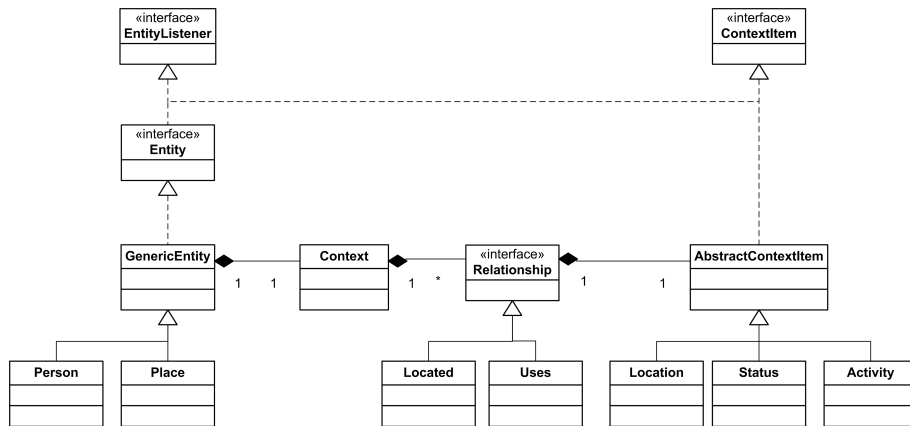 «interface»
EntityListener
«interface»
ContextItem
«interface»
Entity
GenericEntity
Context
«interface»
Relationship
AbstractContextItem
1
1
1
*
1
1
Person
Place
Located
Uses
Location
Status
Activity